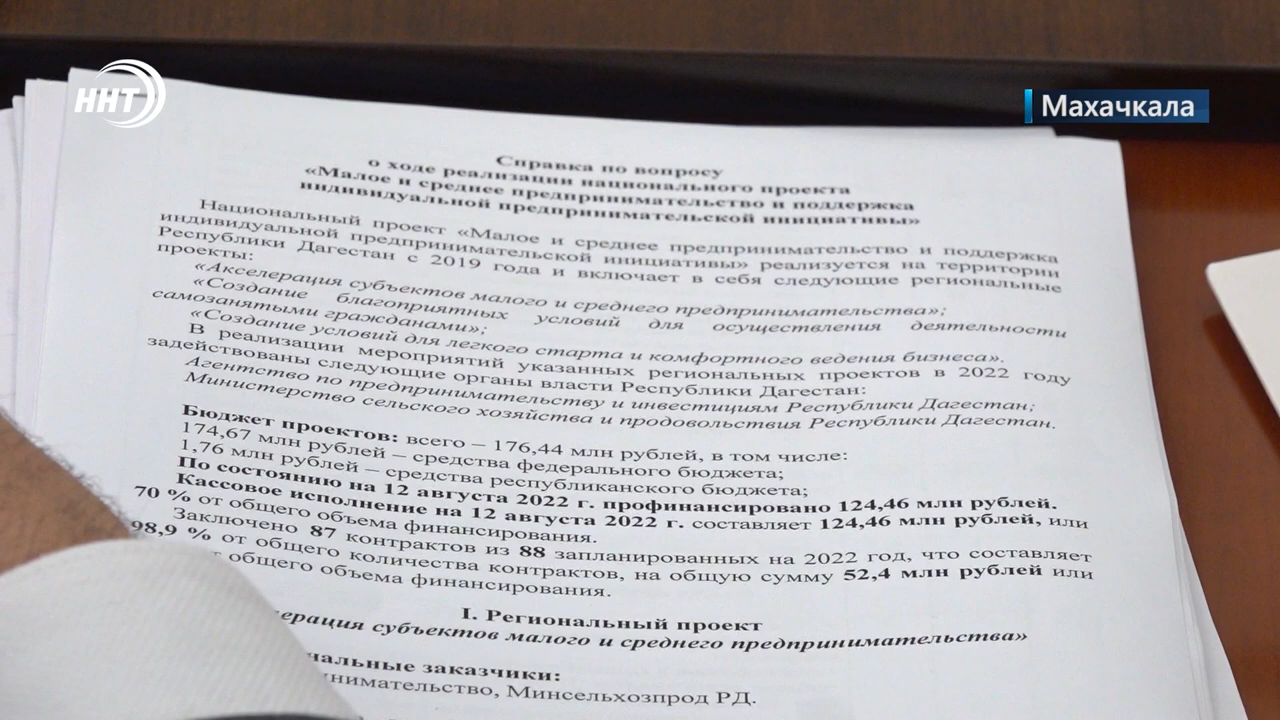 ННТ
Махачкала
Справка по вопросу
о ходе реализации национального проекта
«Малое и среднее предпринимательство и поддержка
индивидуальной предпринимательской инициативы»
Национальный проект «Малое и среднее предпринимательство и поддержка
индивидуальной предпринимательской инициативы» реализуется на территории
Республики Дагестан с 2019 года и включает в себя следующие региональные
проекты:
«Акселерация субъектов малого и среднего предпринимательства»;
«Создание благоприятных условий для осуществления деятельности
самозанятыми гражданами»;
«Создание условий для легкого старта и комфортного ведения бизнеса».
В реализации мероприятий указанных региональных проектов в 2022 году
задействованы следующие органы власти Республики Дагестан:
Агентство по предпринимательству и инвестициям Республики Дагестан;
Министерство сельского хозяйства и продовольствия Республики Дагестан.
Бюджет проектов: всего – 176,44 млн рублей, в том числе:
174,67 млн рублей – средства федерального бюджета;
1,76 млн рублей – средства республиканского бюджета;
По состоянию на 12 августа 2022 г. профинансировано 124,46 млн рублей.
Кассовое исполнение на 12 августа 2022 г. составляет 124,46 млн рублей, или
70 % от общего объема финансирования.
Заключено 87 контрактов из 88 запланированных на 2022 год, что составляет
98,9 % от общего количества контрактов, на общую сумму 52,4 млн рублей или
общего объема финансирования.
I. Региональный проект
ерация субъектов малого и среднего предпринимательства»
нальные заказчики:
инимательство, Минсельхозпрод РД.